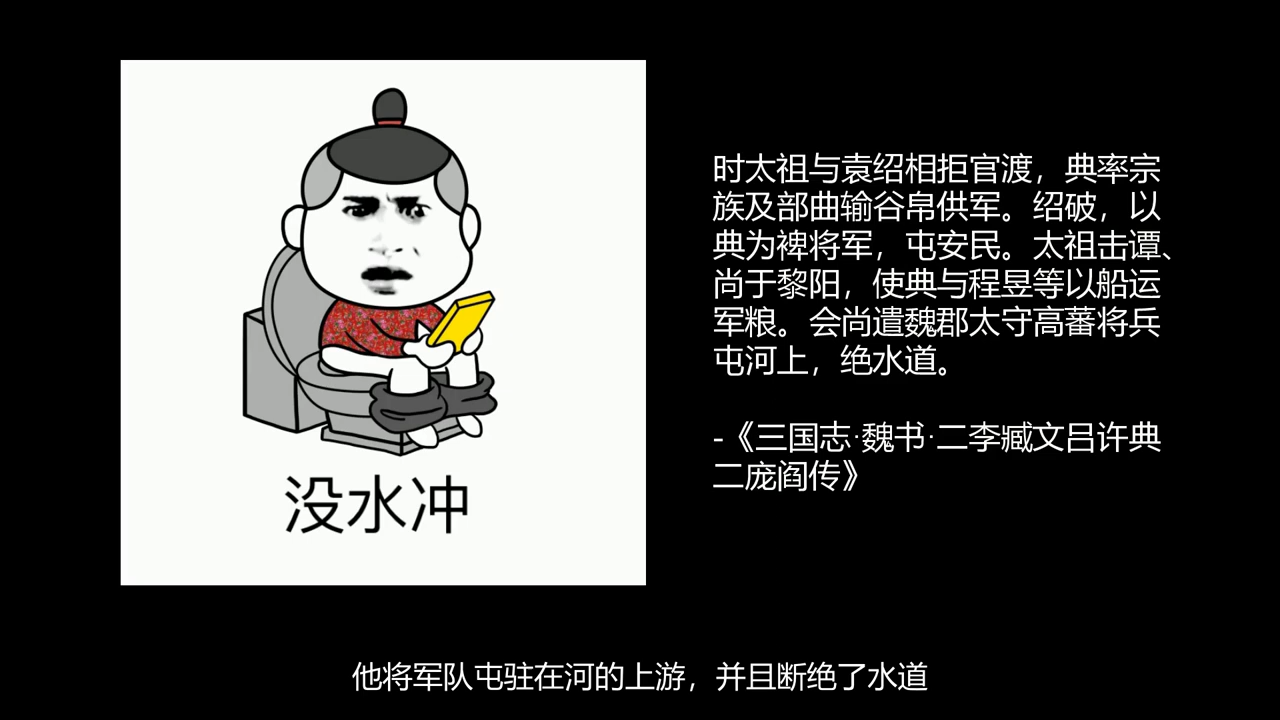 没水冲
时太祖与袁绍相拒官渡，典率宗
族及部曲输谷帛供军。绍破，以
典为裨将军，屯安民。太祖击谭、
尚于黎阳，使典与程昱等以船运
军粮。会尚遣魏郡太守高蕃将兵
屯河上，绝水道。
-《三国志·魏书·二李臧文吕许典
二庞阎传》
他将军队屯驻在河的上游，并且断绝了水道